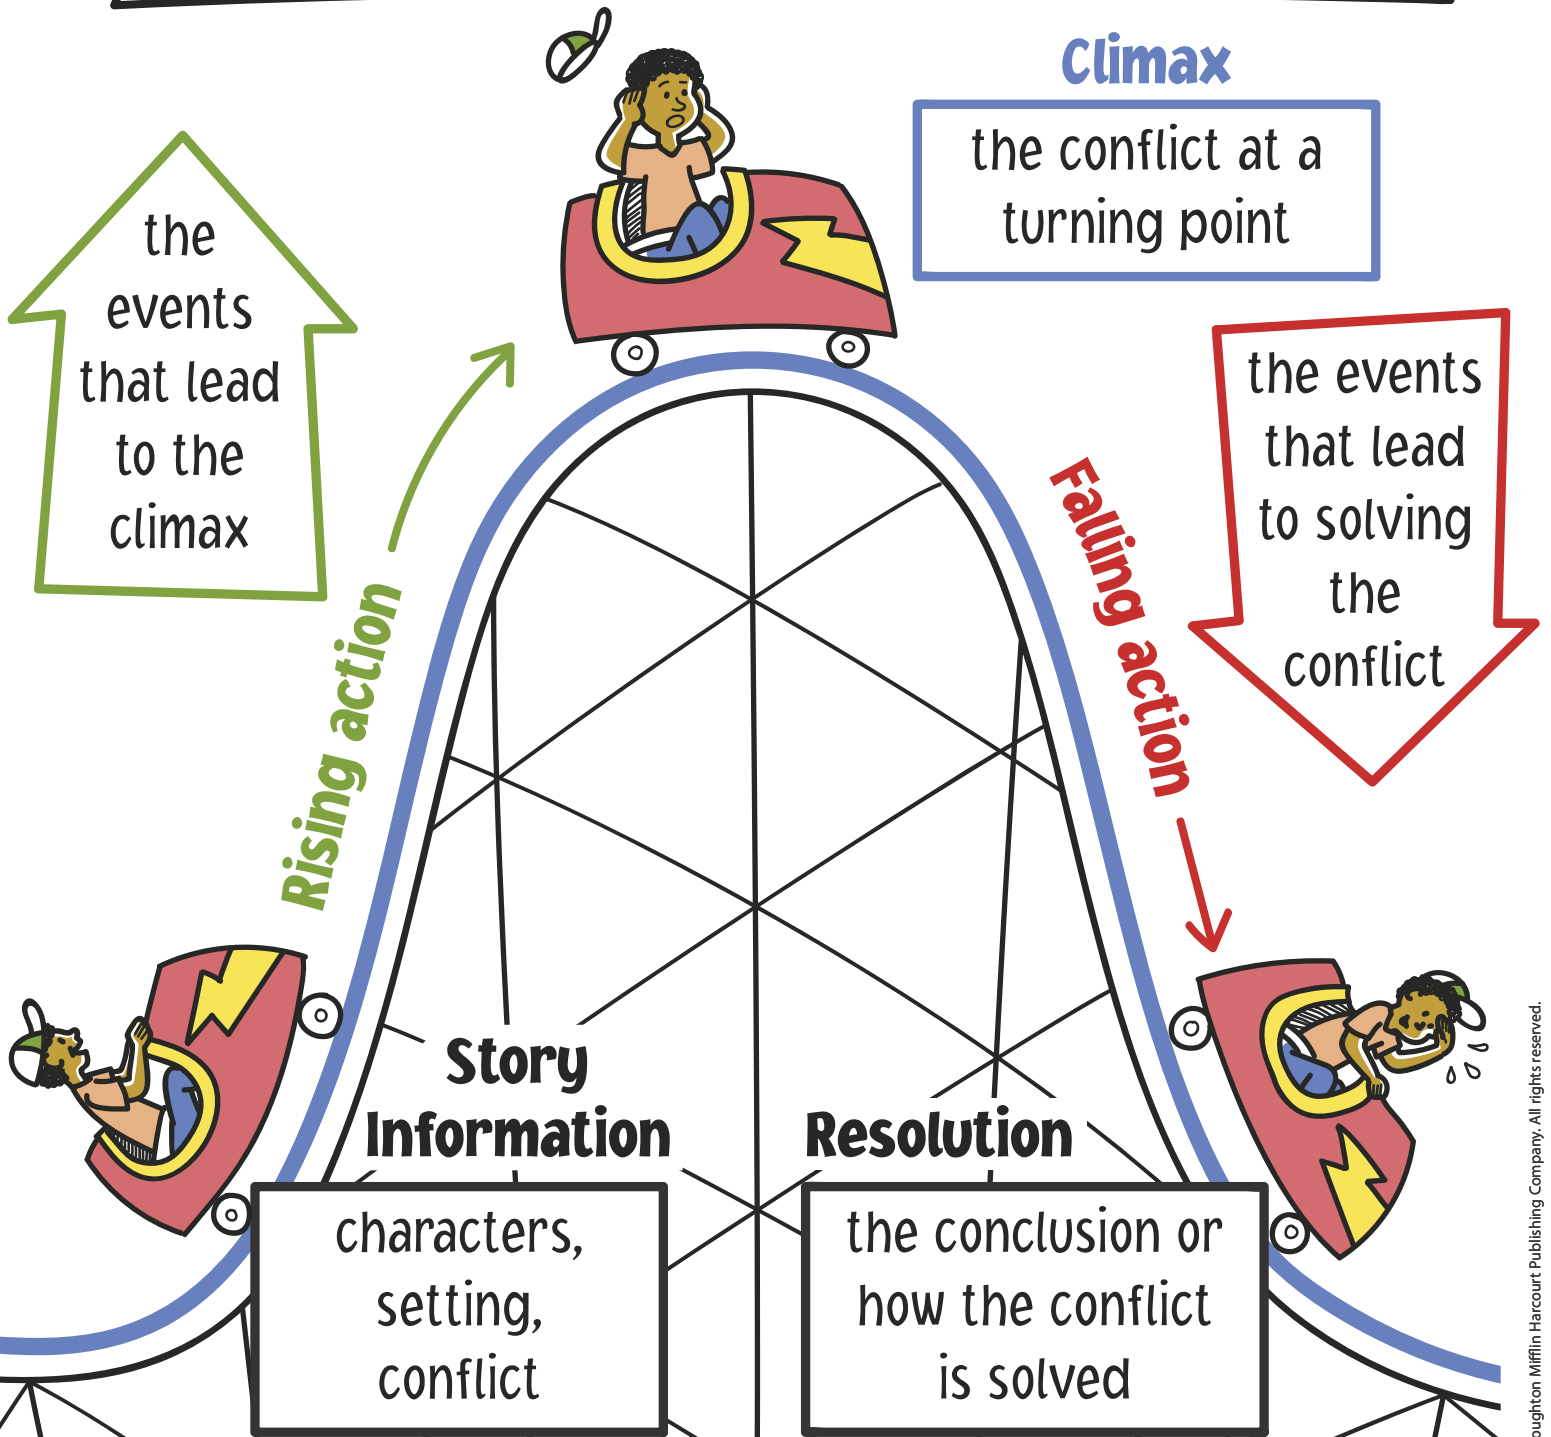 Climax
the conflict at a
turning point
the
events
that lead
to the
climax
Rising action
Falling action
the events
that lead
to solving
the
conflict
Story
Information
characters,
setting,
conflict
Resolution
the conclusion or
how the conflict
is solved
Mifflin Harcourt Publishing Company. All rights reserved.